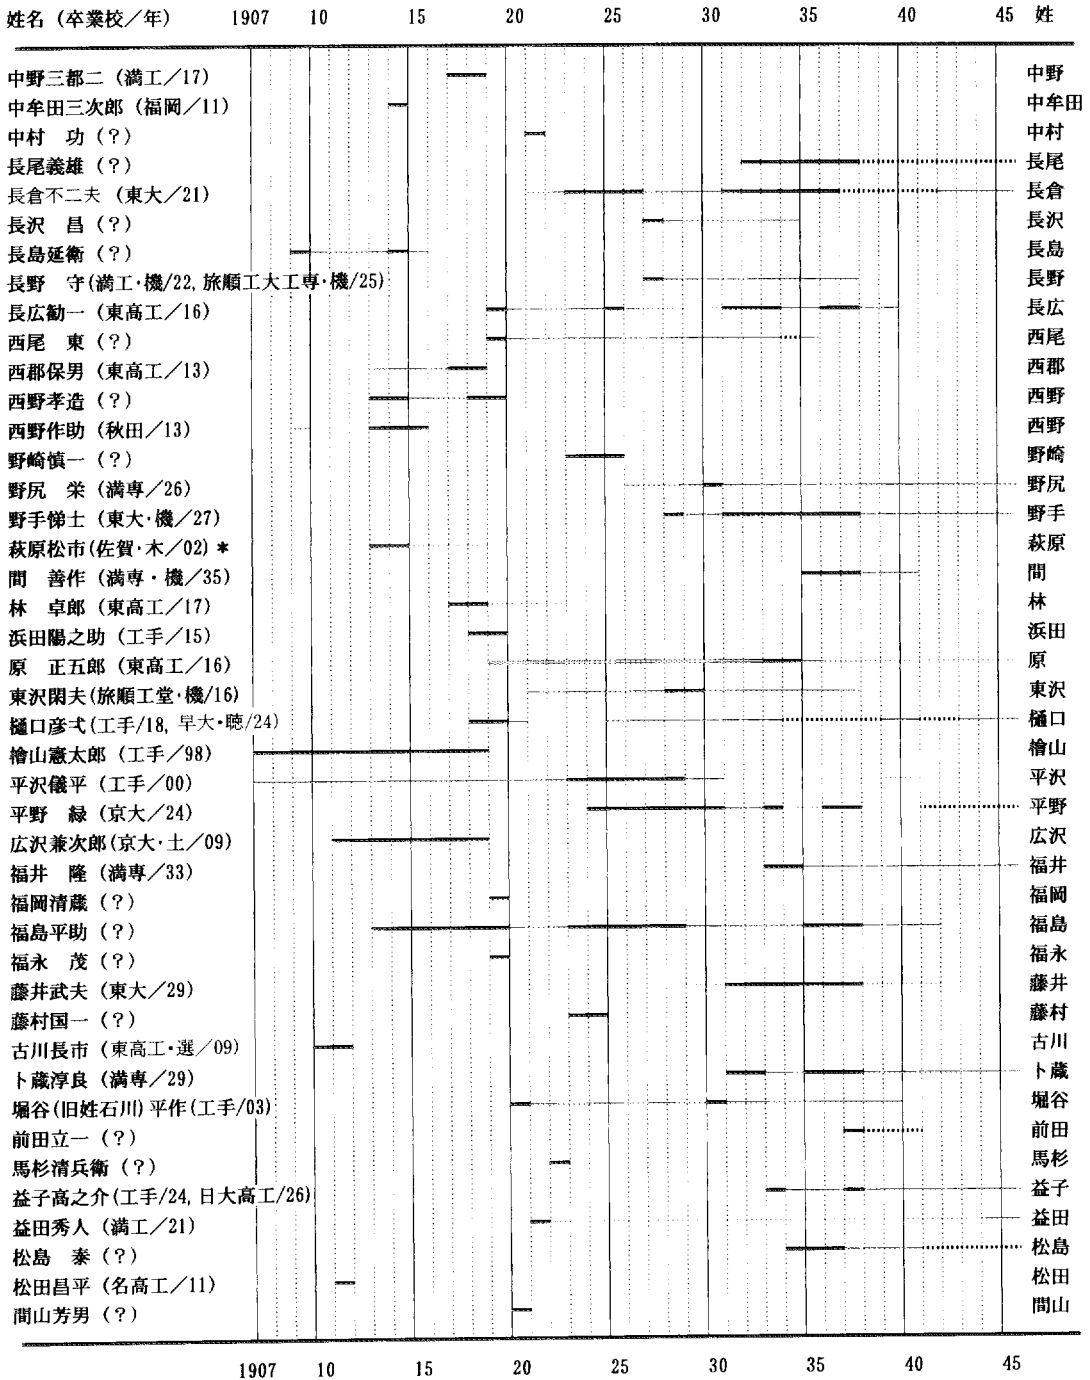 姓名（卒業校／年） 1907 10 15 20 25 30 35 40 45 姓
中野三都二（満工／17） 中野
中牟田三次郎（福岡／11） 中牟田
中村　功（？） 中村
長尾義雄（？） 長尾
長倉不二夫（東大／21） 長倉
長沢　昌（？） 長沢
長島延衛（？） 長島
長野　守(満工･機/22, 旅順工大工専･機/25) 長野
長広勧一（東高工／16） 長広
西尾　東（？） 西尾
西郡保男（東高工／13） 西郡
西野孝造（？） 西野
西野作助（秋田／13） 西野
野崎慎一（？） 野崎
野尻　栄（満専／26） 野尻
野手悌士（東大･機／27） 野手
萩原松市(佐賀･木／02) * 萩原
間　善作（満専・機／35） 間
林　卓郎（東高工／17） 林
浜田陽之助（工手／15） 浜田
原　正五郎（東高工／16） 原
東沢閑夫(旅順工堂･機/16) 東沢
樋口彦弌(工手/18, 早大･聴/24) 樋口
檜山憲太郎（工手／98） 檜山
平沢儀平（工手／00） 平沢
平野　緑（京大／24） 平野
広沢兼次郎(京大･土／09) 広沢
福井　隆（満専／33） 福井
福岡清蔵（？） 福岡
福島平助（？） 福島
福永　茂（？） 福永
藤井武夫（東大／29） 藤井
藤村国一（？） 藤村
古川長市（東高工･選／09） 古川
卜蔵淳良（満専／29） 卜蔵
堀谷(旧姓石川)平作(工手/03) 堀谷
前田立一（？） 前田
馬杉清兵衛（？） 馬杉
益子高之介(工手/24, 日大高工/26) 益子
益田秀人（満工／21） 益田
松島　泰（？） 松島
松田昌平（名高工／11） 松田
間山芳男（？） 間山
1907 10 15 20 25 30 35 40 45